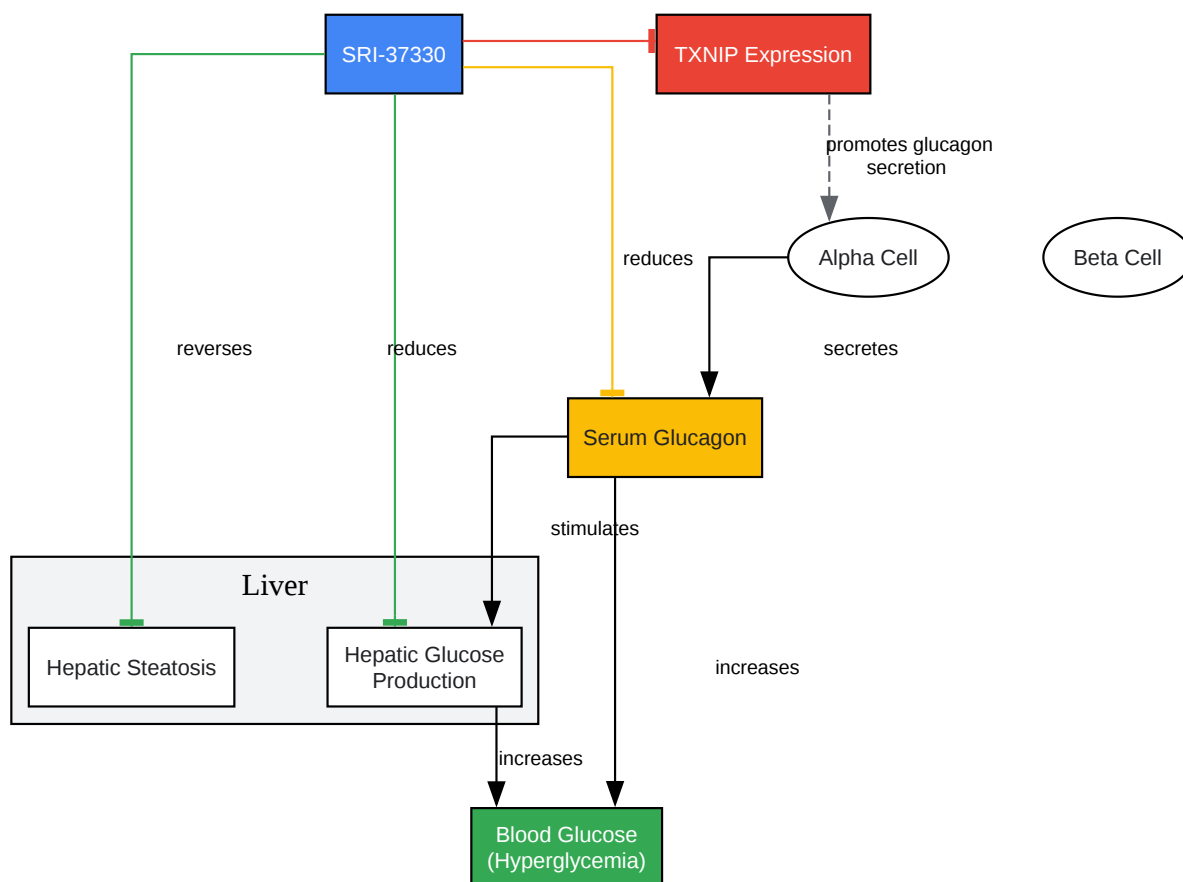 SRI-37330
TXNIP Expression
promotes glucagon
secretion
Alpha Cell
Beta Cell
reduces
reverses
reduces
secretes
Serum Glucagon
stimulates
Liver
Hepatic Steatosis
Hepatic Glucose
Production
increases
increases
Blood Glucose
(Hyperglycemia)